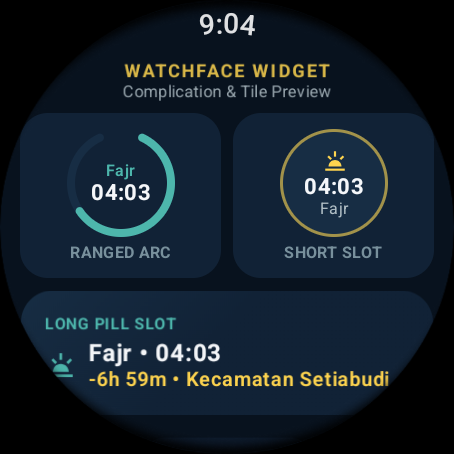 9:04
WATCHFACE WIDGET
Complication & Tile Preview
Fajr
04:03
RANGED ARC
04:03
Fajr
SHORT SLOT
LONG PILL SLOT
Fajr • 04:03
-6h 59m • Kecamatan Setiabudi